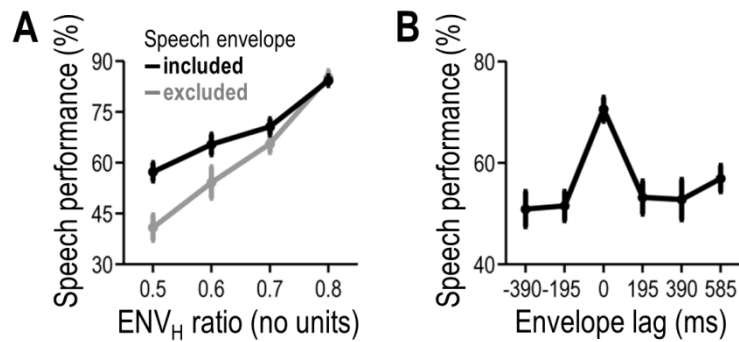 A
Speech envelope
included
excluded
Speech performance (%)
90
75
60
45
30
0.5 0.6 0.7 0.8
ENVH ratio (no units)
B
Speech performance (%)
80
60
40
-390 -195 0 195 390 585
Envelope lag (ms)